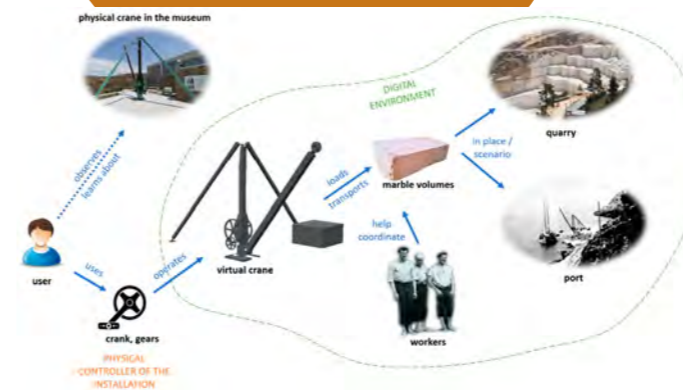 physical crane in the museum
DIGITAL
ENVIRONMENT
quarry
observes
learns about
loads
transports
marble volumes
in place /
scenario
help
coordinate
user
uses
operates
virtual crane
port
crank, gears
workers
PHYSICAL
CONTROLLER OF THE
INSTALLATION